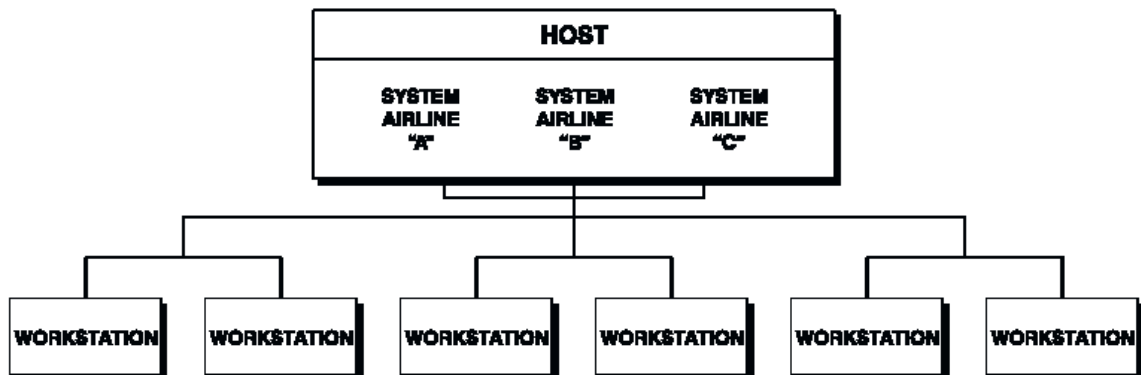 HOST
SYSTEM
AIRLINE
"A"
SYSTEM
AIRLINE
"B"
SYSTEM
AIRLINE
"C"
WORKSTATION
WORKSTATION
WORKSTATION
WORKSTATION
WORKSTATION
WORKSTATION